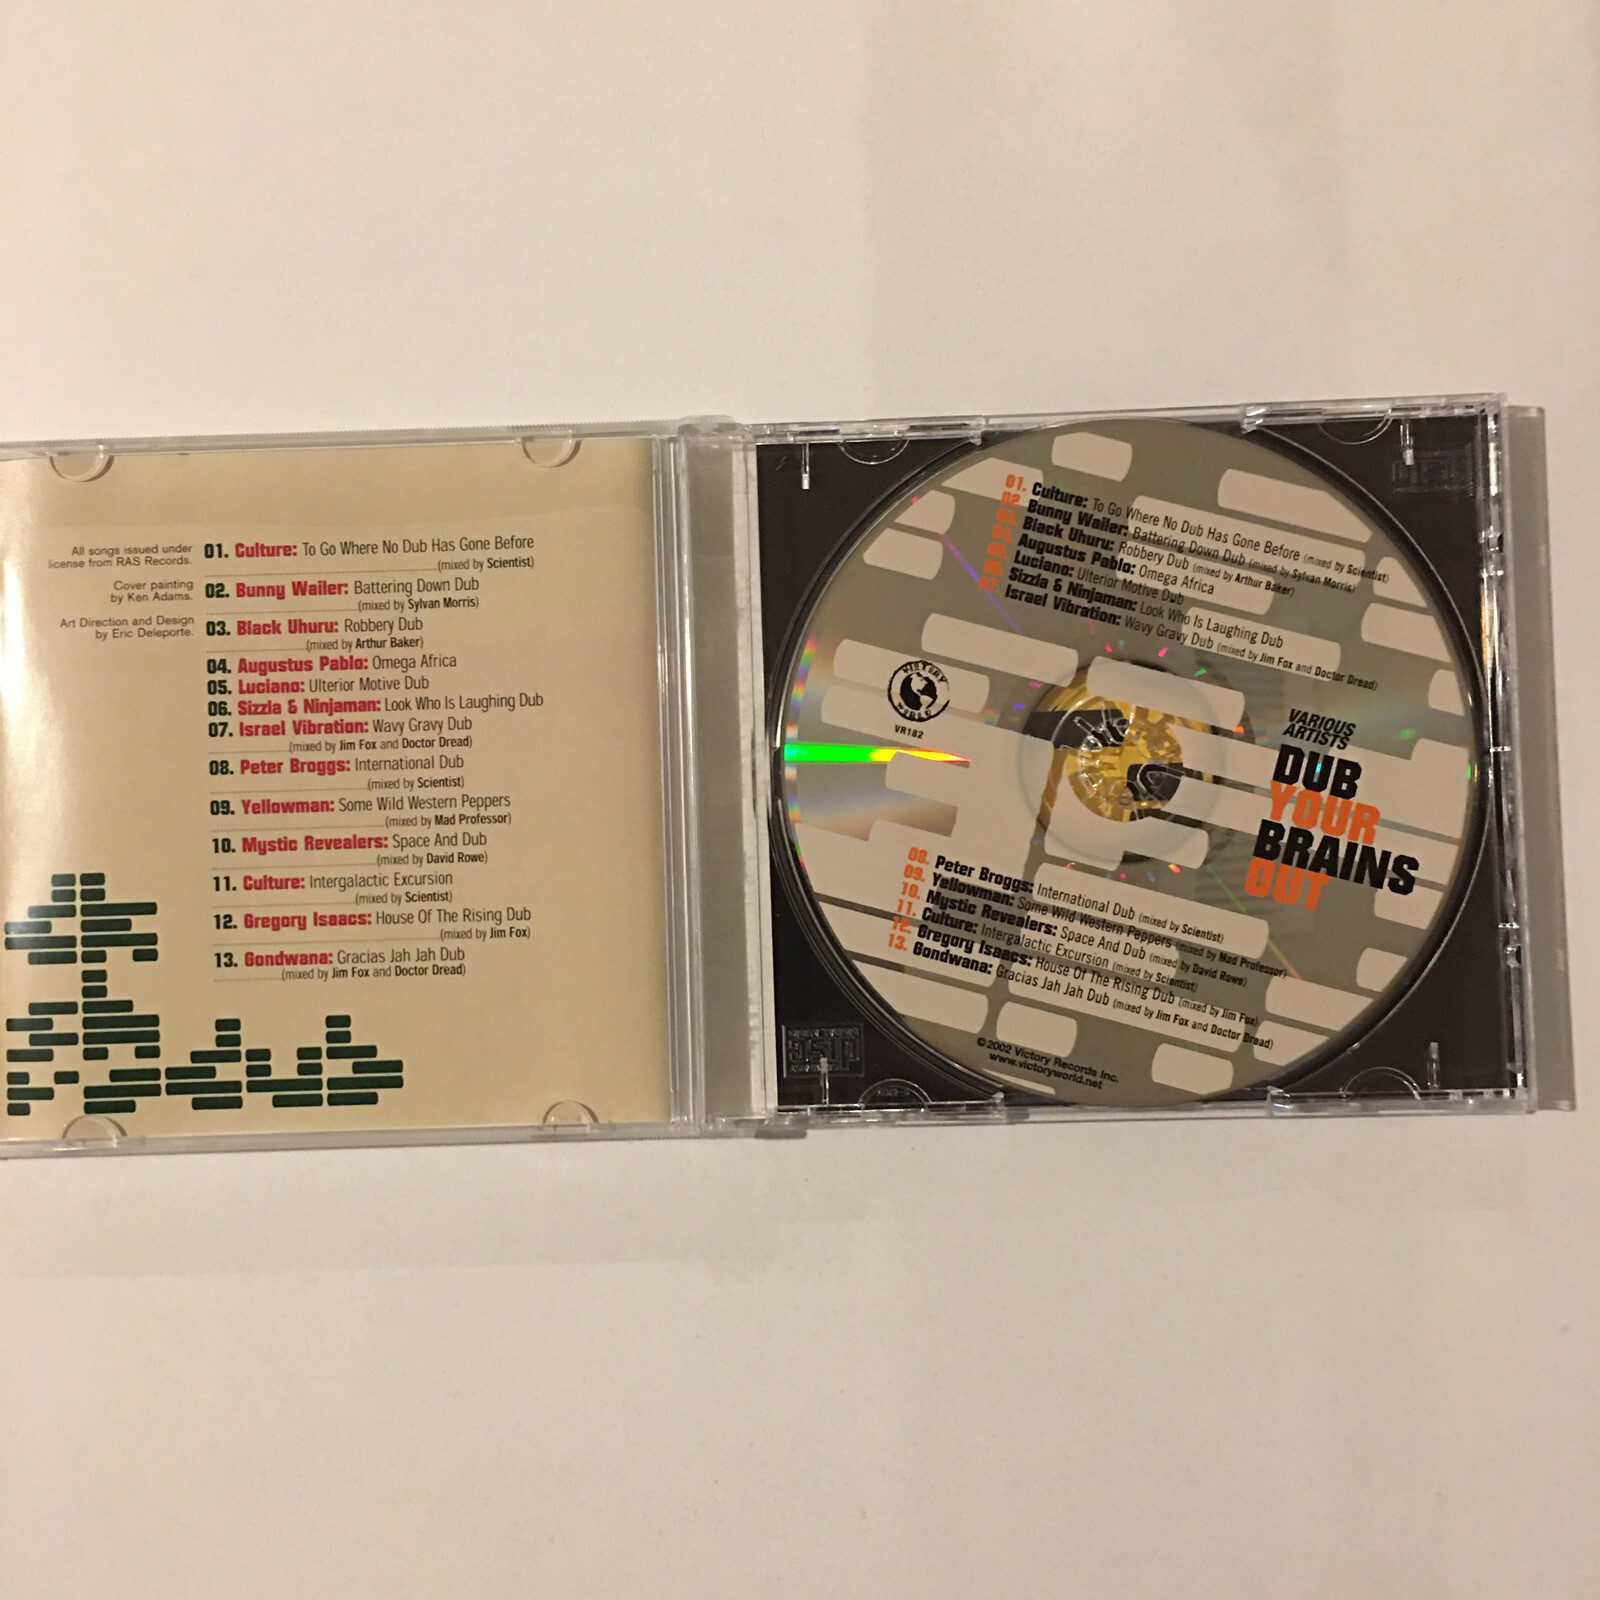 All songs issued under
license from RAS Records.
Cover painting
by Ken Adams.
Art Direction and Design
by Eric Deleporte.
01. Culture: To Go Where No Dub Has Gone Before
(mixed by Scientist)
02. Bunny Wailer: Battering Down Dub
(mixed by Sylvan Morris)
03. Black Uhuru: Robbery Dub
(mixed by Arthur Baker)
04. Augustus Pablo: Omega Africa
05. Luciano: Ulterior Motive Dub
06. Sizzla & Ninjaman: Look Who Is Laughing Dub
07. Israel Vibration: Wavy Gravy Dub
(mixed by Jim Fox and Doctor Dread)
08. Peter Broggs: International Dub
(mixed by Scientist)
09. Yellowman: Some Wild Western Peppers
(mixed by Mad Professor)
10. Mystic Revealers: Space And Dub
(mixed by David Rowe)
11. Culture: Intergalactic Excursion
(mixed by Scientist)
12. Gregory Isaacs: House Of The Rising Dub
(mixed by Jim Fox)
13. Gondwana: Gracias Jah Jah Dub
(mixed by Jim Fox and Doctor Dread)
01. Culture: To Go Where No Dub Has Gone Before (mixed by Scientist)
02. Bunny Wailer: Battering Down Dub (mixed by Sylvan Morris)
03. Black Uhuru: Robbery Dub (mixed by Arthur Baker)
04. Augustus Pablo: Omega Africa
05. Luciano: Ulterior Motive Dub
06. Sizzla & Ninjaman: Look Who Is Laughing Dub
07. Israel Vibration: Wavy Gravy Dub (mixed by Jim Fox and Doctor Dread)
VICTORY
WORLD
VR182
VARIOUS
ARTISTS
DUB
YOUR
BRAINS
OUT
08. Peter Broggs: International Dub (mixed by Scientist)
09. Yellowman: Some Wild Western Peppers (mixed by Mad Professor)
10. Mystic Revealers: Space And Dub (mixed by David Rowe)
11. Culture: Intergalactic Excursion (mixed by Scientist)
12. Gregory Isaacs: House Of The Rising Dub (mixed by Jim Fox)
13. Gondwana: Gracias Jah Jah Dub (mixed by Jim Fox and Doctor Dread)
©2002 Victory Records Inc.
www.victoryworld.net
disc